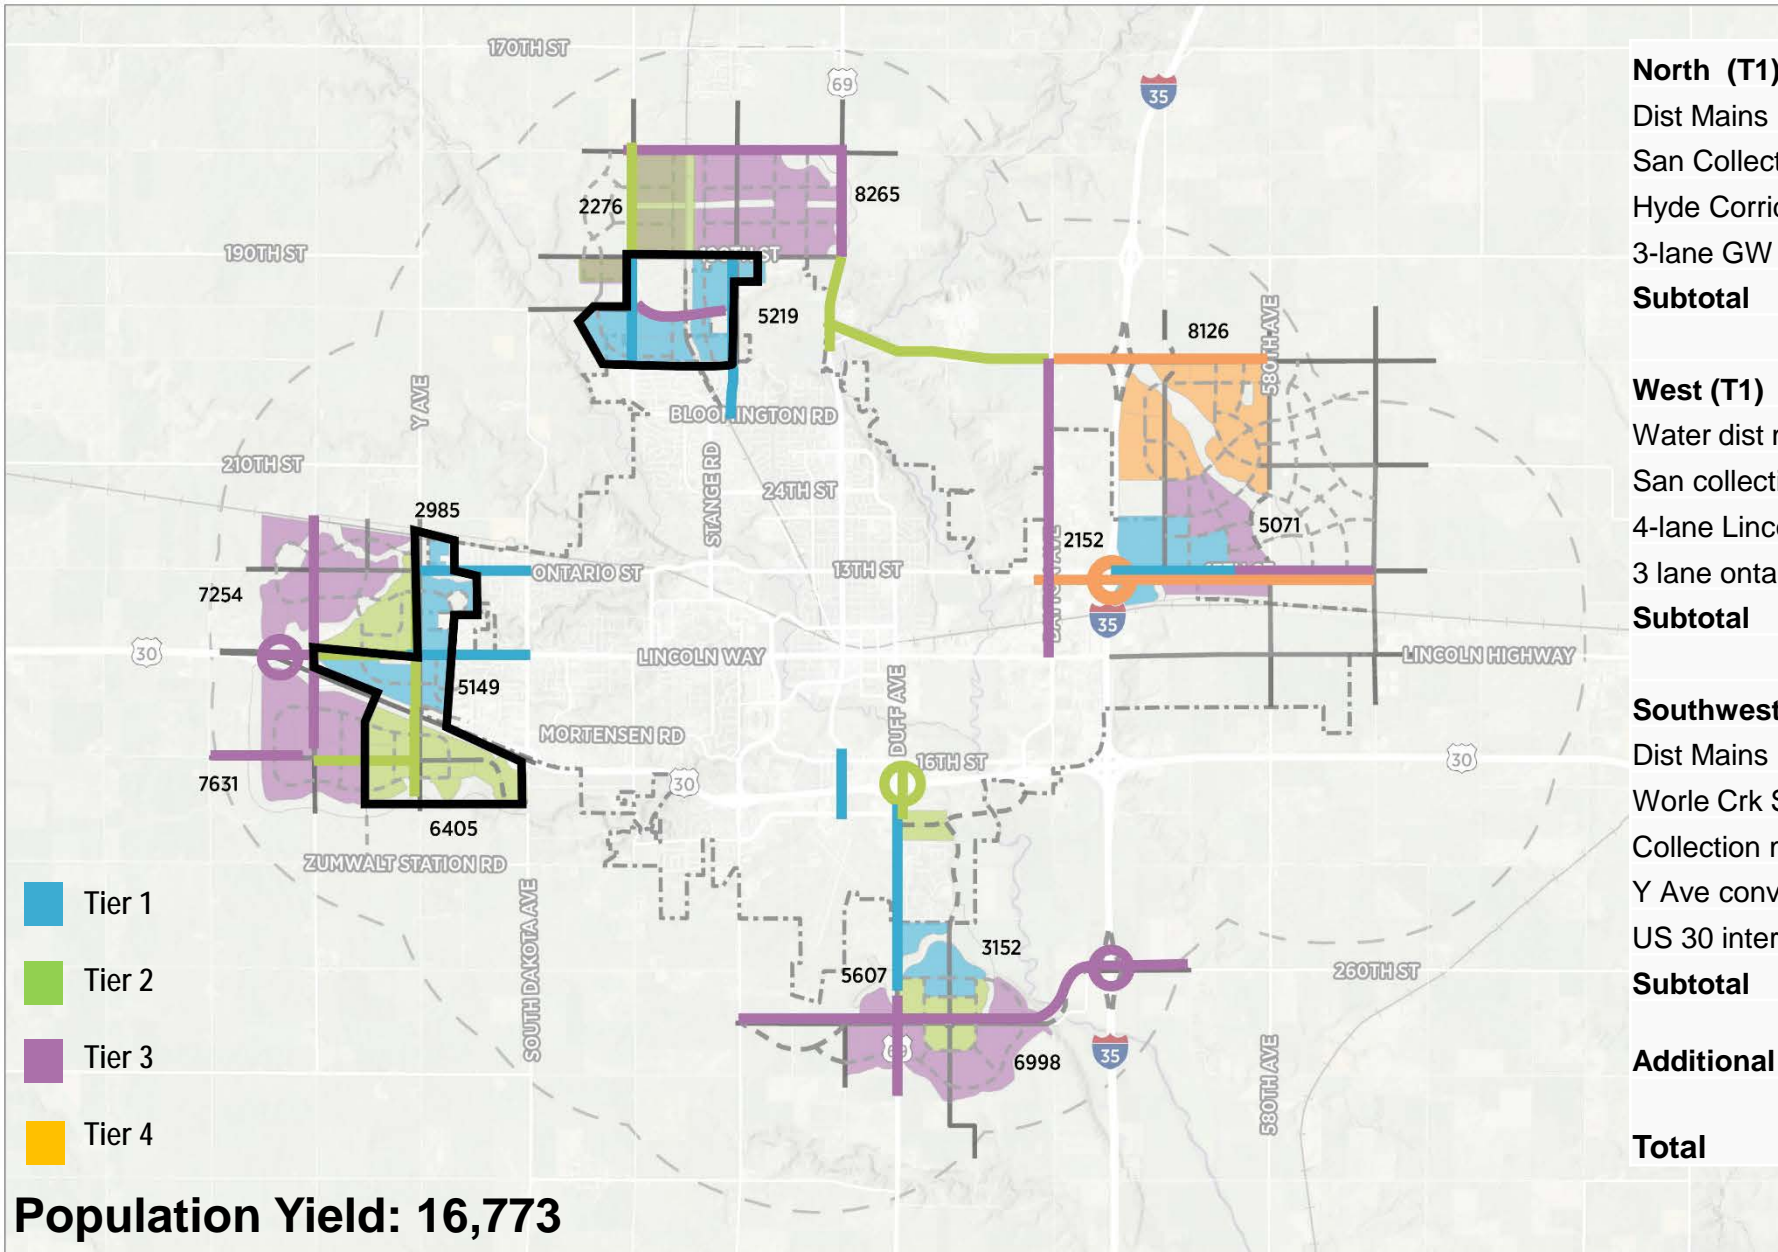 170TH ST
69
35
2276
8265
190TH ST
190TH ST
5219
8126
580TH AVE
Y AVE
BLOOMINGTON RD
210TH ST
STANGE RD
24TH ST
2985
2152
5071
ONTARIO ST
13TH ST
13TH ST
7254
35
30
LINCOLN WAY
LINCOLN HIGHWAY
5149
DUFF AVE
MORTENSEN RD
16TH ST
30
30
7631
6405
ZUMWALT STATION RD
SOUTH DAKOTA AVE
3152
5607
260TH ST
69
6998
35
580TH AVE
Tier 1
Tier 2
Tier 3
Tier 4
Population Yield: 16,773
North (T1)
Dist Mains
San Collect
Hyde Corri
3-lane GW
Subtotal
West (T1)
Water dist
San collect
4-lane Linc
3 lane onta
Subtotal
Southwest
Dist Mains
Worle Crk S
Collection
Y Ave conv
US 30 inter
Subtotal
Additional
Total